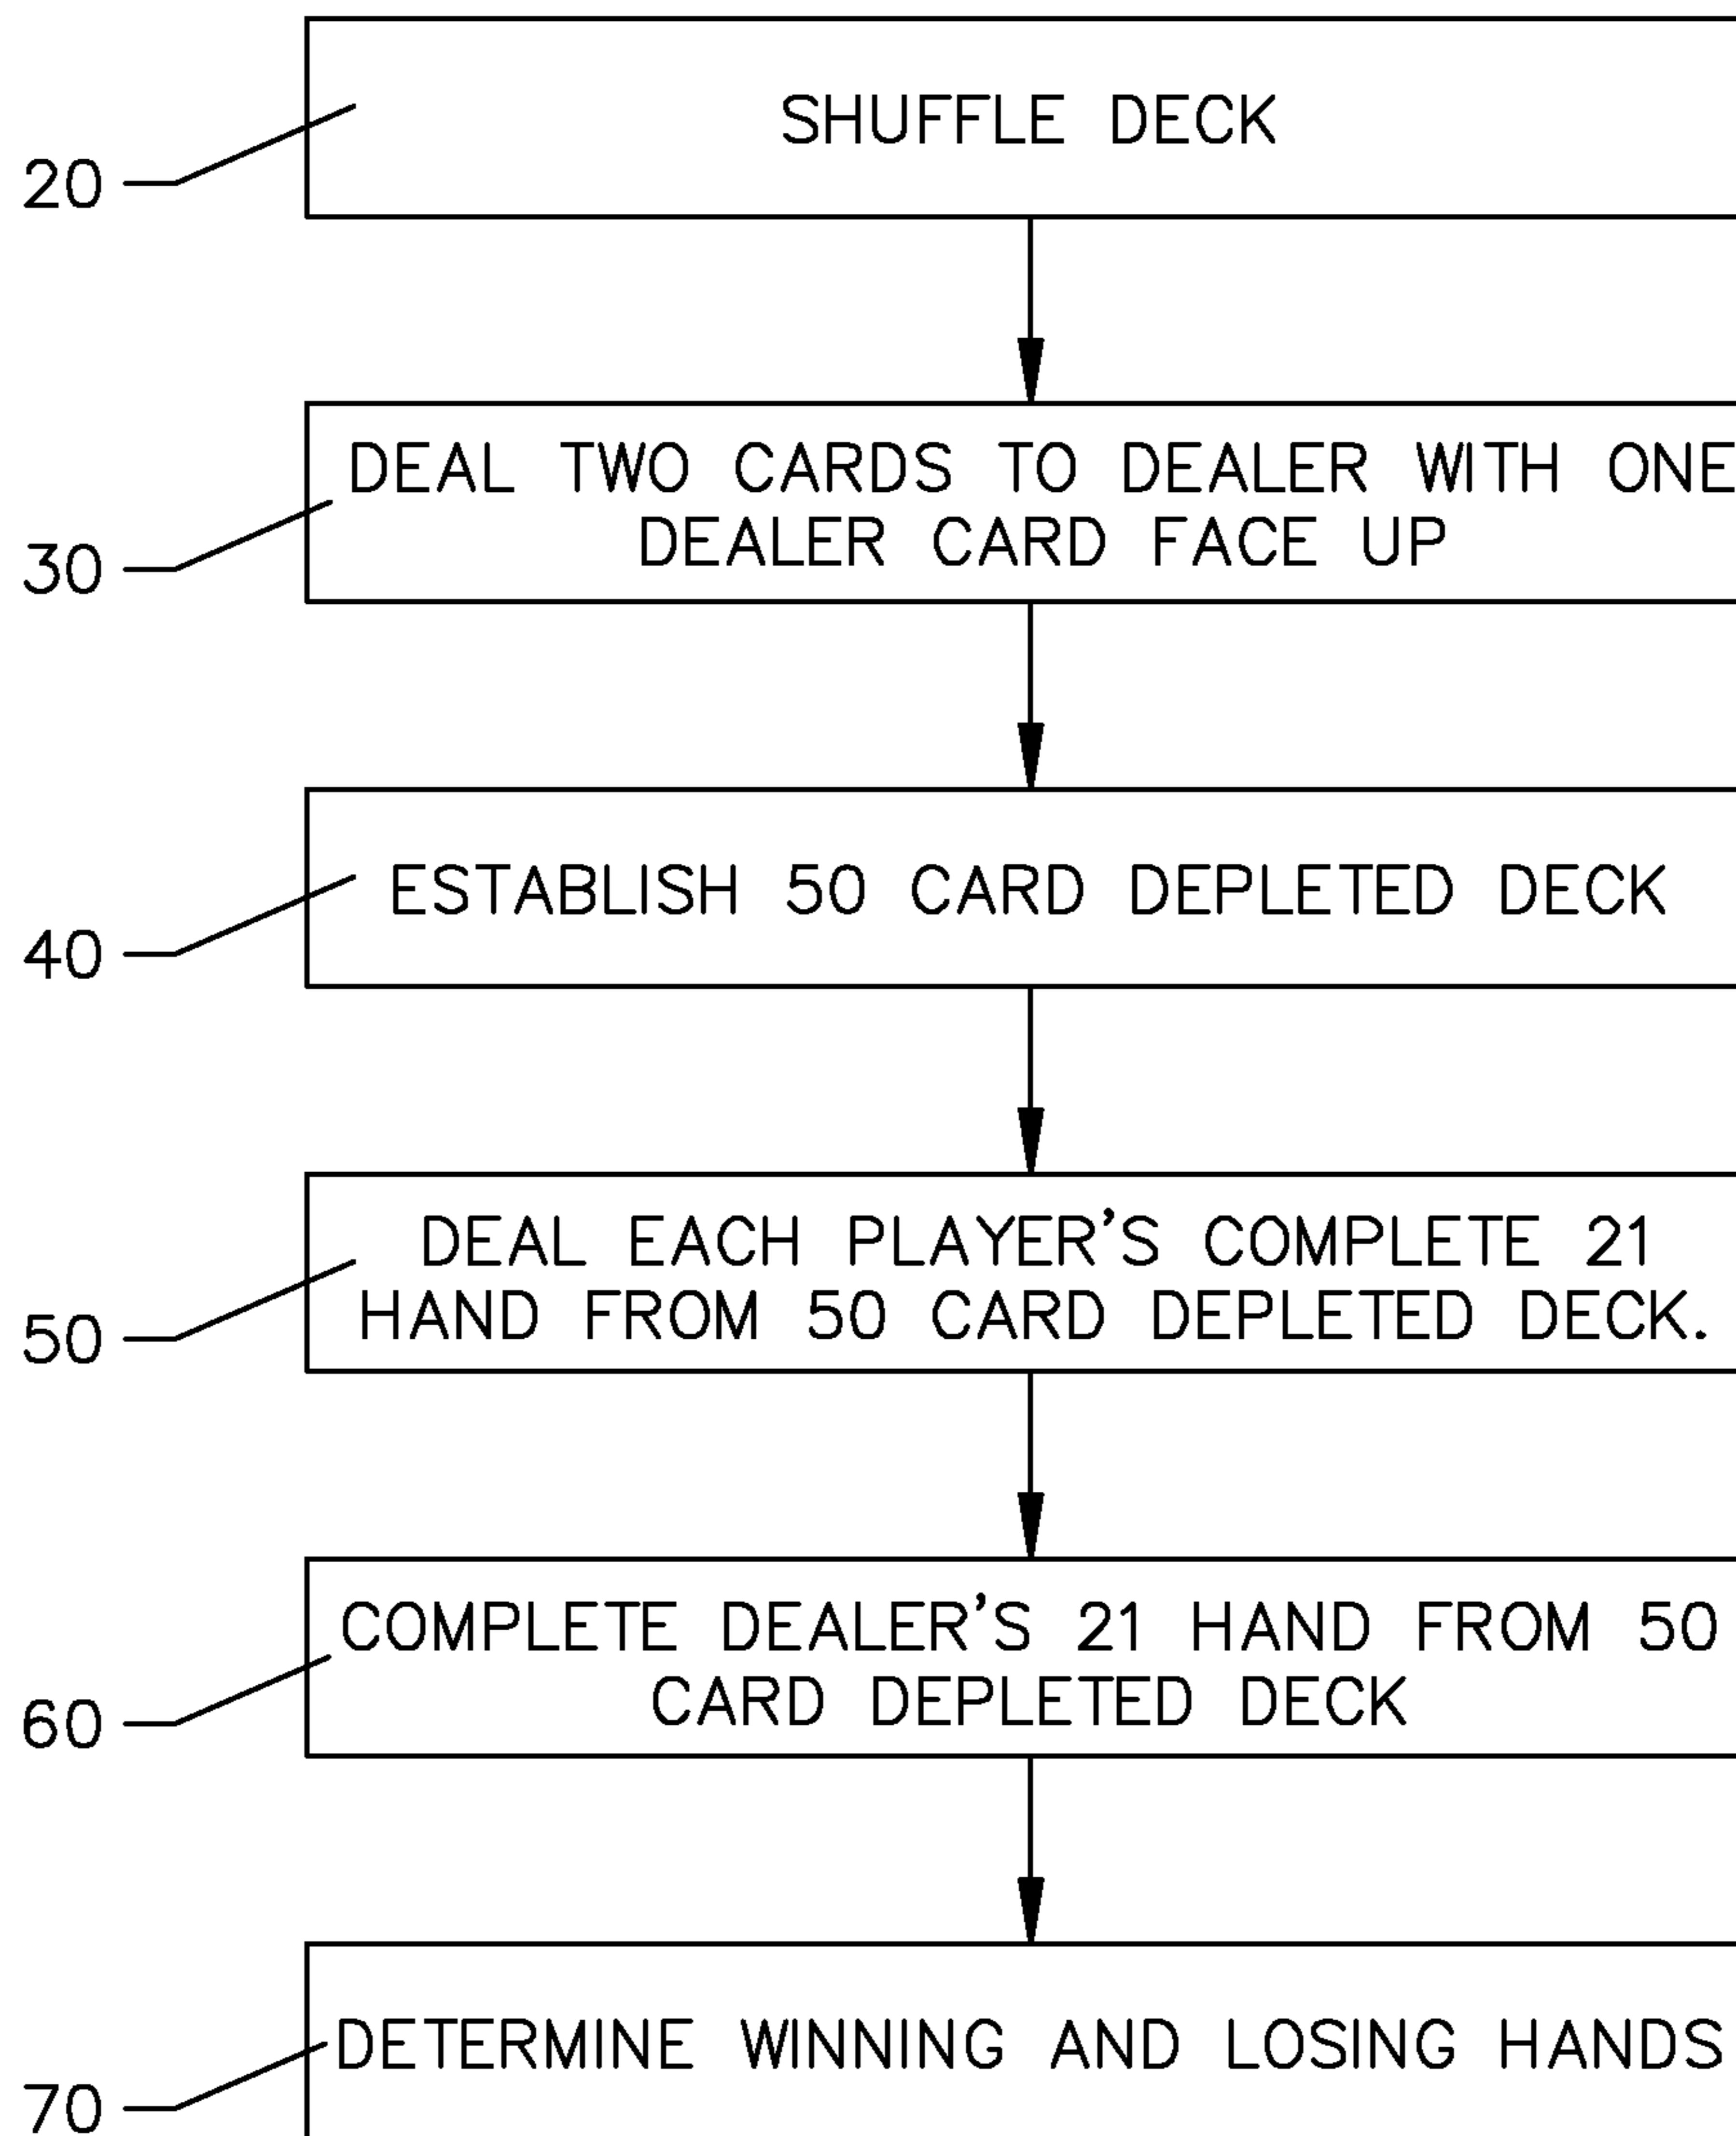 20
SHUFFLE DECK
30
DEAL TWO CARDS TO DEALER WITH ONE
DEALER CARD FACE UP
40
ESTABLISH 50 CARD DEPLETED DECK
50
DEAL EACH PLAYER'S COMPLETE 21
HAND FROM 50 CARD DEPLETED DECK.
60
COMPLETE DEALER'S 21 HAND FROM 50
CARD DEPLETED DECK
70
DETERMINE WINNING AND LOSING HANDS